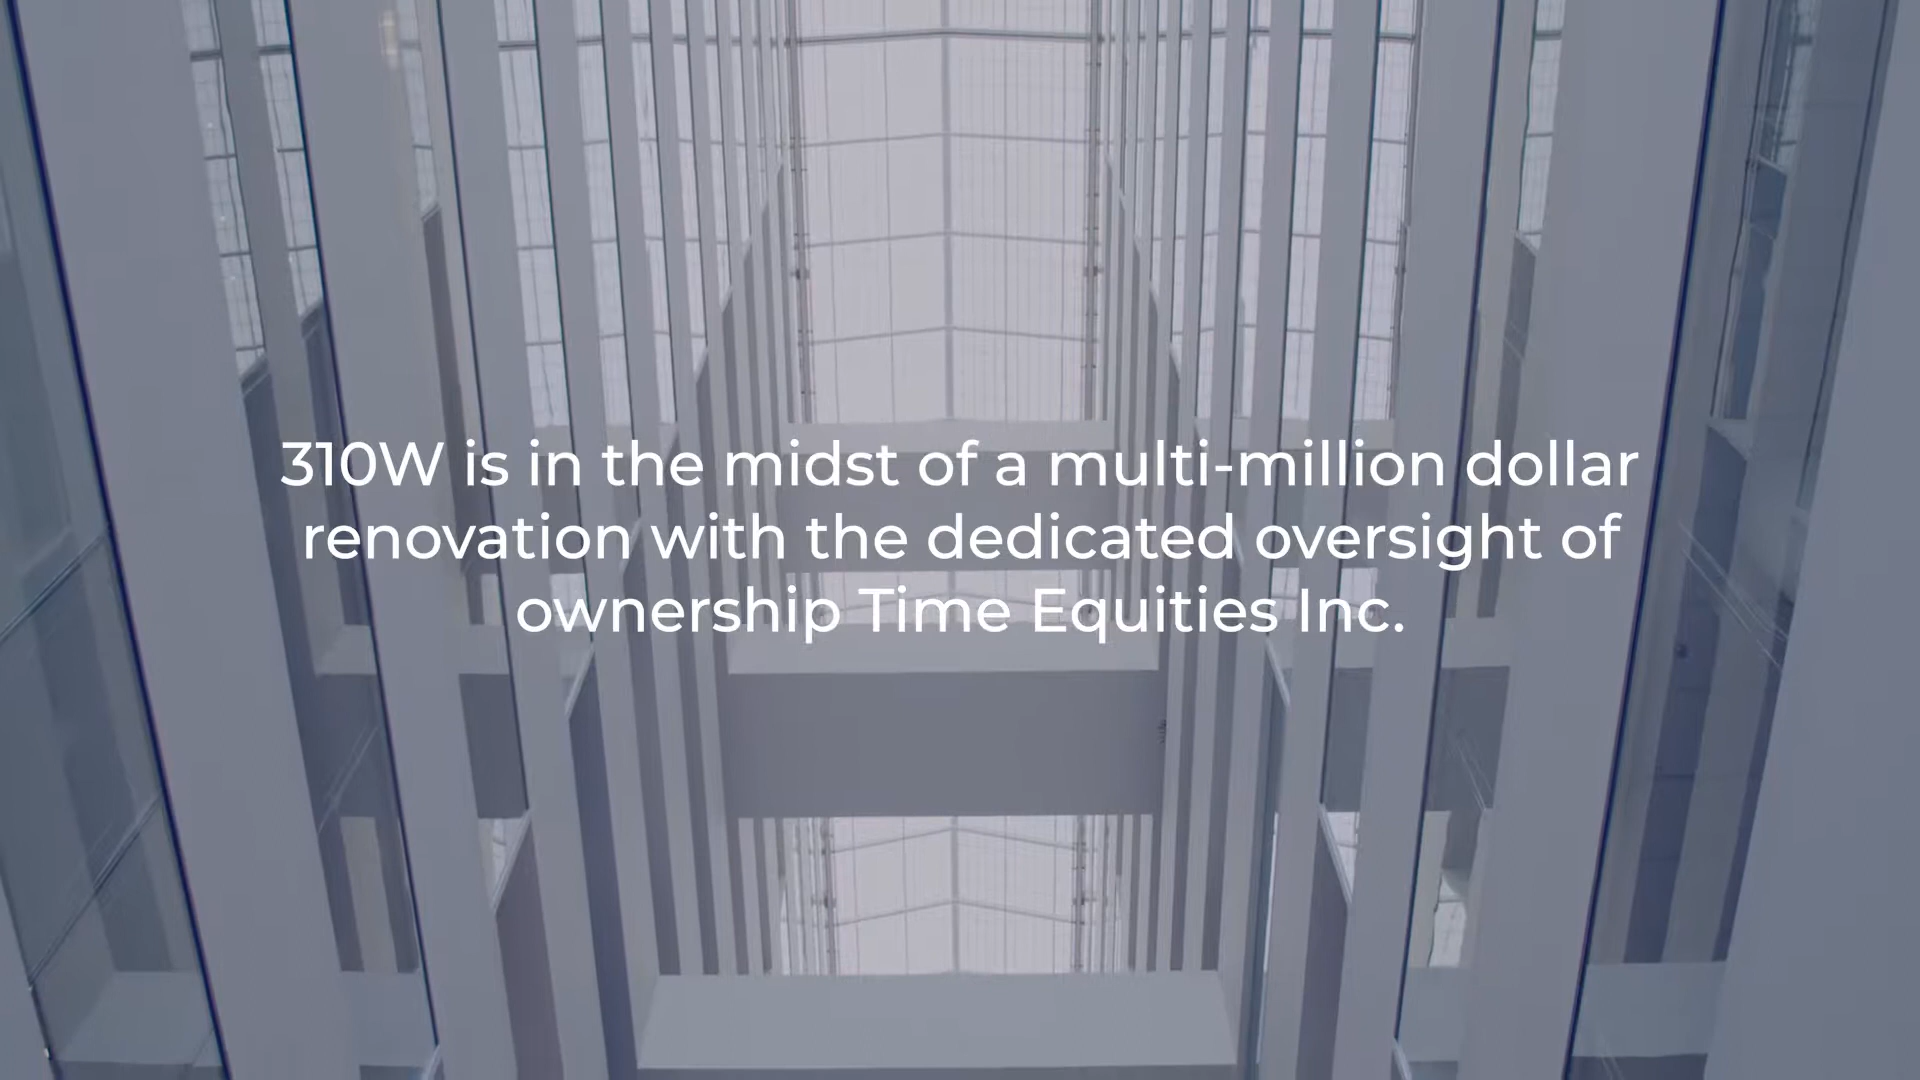 310W is in the midst of a multi-million dollar
renovation with the dedicated oversight of
ownership Time Equities Inc.